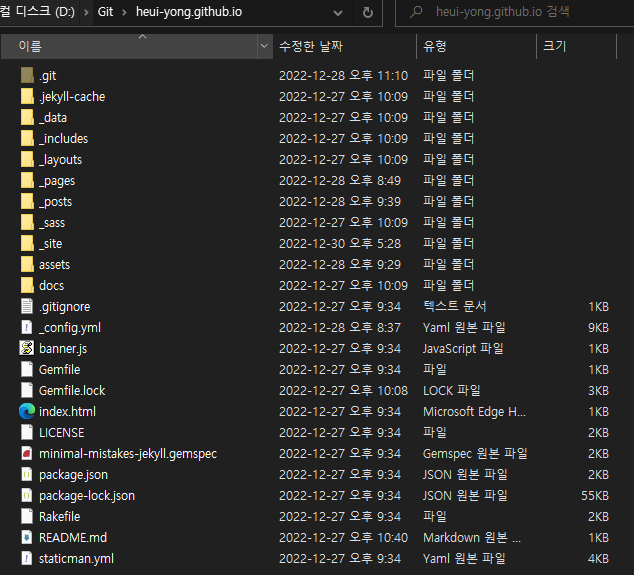 컬 디스크 (D:) > Git > heui-yong.github.io heui-yong.github.io 검색
이름 수정한 날짜 유형 크기
.git 2022-12-28 오후 11:10 파일 폴더
.jekyll-cache 2022-12-27 오후 10:09 파일 폴더
_data 2022-12-27 오후 10:09 파일 폴더
_includes 2022-12-27 오후 10:09 파일 폴더
_layouts 2022-12-27 오후 10:09 파일 폴더
_pages 2022-12-28 오후 8:49 파일 폴더
_posts 2022-12-28 오후 9:39 파일 폴더
_sass 2022-12-27 오후 10:09 파일 폴더
_site 2022-12-30 오후 5:28 파일 폴더
assets 2022-12-28 오후 9:29 파일 폴더
docs 2022-12-27 오후 10:09 파일 폴더
.gitignore 2022-12-27 오후 9:34 텍스트 문서 1KB
_config.yml 2022-12-28 오후 8:37 Yaml 원본 파일 9KB
banner.js 2022-12-27 오후 9:34 JavaScript 파일 1KB
Gemfile 2022-12-27 오후 9:34 파일 1KB
Gemfile.lock 2022-12-27 오후 10:08 LOCK 파일 3KB
index.html 2022-12-27 오후 9:34 Microsoft Edge H... 1KB
LICENSE 2022-12-27 오후 9:34 파일 2KB
minimal-mistakes-jekyll.gemspec 2022-12-27 오후 9:34 Gemspec 원본 파일 2KB
package.json 2022-12-27 오후 9:34 JSON 원본 파일 2KB
package-lock.json 2022-12-27 오후 9:34 JSON 원본 파일 55KB
Rakefile 2022-12-27 오후 9:34 파일 2KB
README.md 2022-12-27 오후 10:40 Markdown 원본 ... 2KB
staticman.yml 2022-12-27 오후 9:34 Yaml 원본 파일 4KB